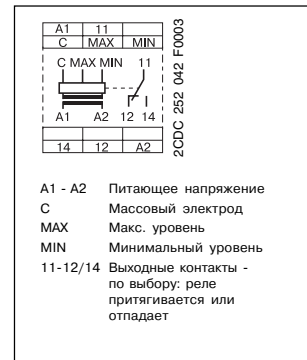 A1 11
C MAX MIN
C MAX MIN 11
A1 A2 12 14
14 12 A2
2CDC 252 042 F0003
A1 - A2 Питающее напряжение
C Массовый электрод
MAX Макс. уровень
MIN Минимальный уровень
11-12/14 Выходные контакты -
по выбору: реле
притягивается или
отпадает